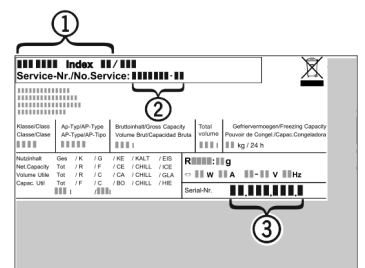 1
Index /
Service-Nr./No.Service: -
2
Klasse/Class Ap-Typ/AP-Type Bruttoinhalt/Gross Capacity Total Gefriervermoegen/Freezing Capacity
Classe/Clase AP-Type/AP-Tipo Volume Brut/Capacidad Bruta volume Pouvoir de Congel./Capac.Congeladora
l l kg / 24 h
Nutzinhalt Ges / K / G / KE / KALT / EIS R : g
Net.Capacity Tot / R / F / CE / CHILL / ICE
Volume Utile Tot / R / C / CA / CHILL / GLA W A - V Hz
Capac. Util Tot / F / C / BO / CHILL / HIE Serial-Nr. , , ,
l / l
3